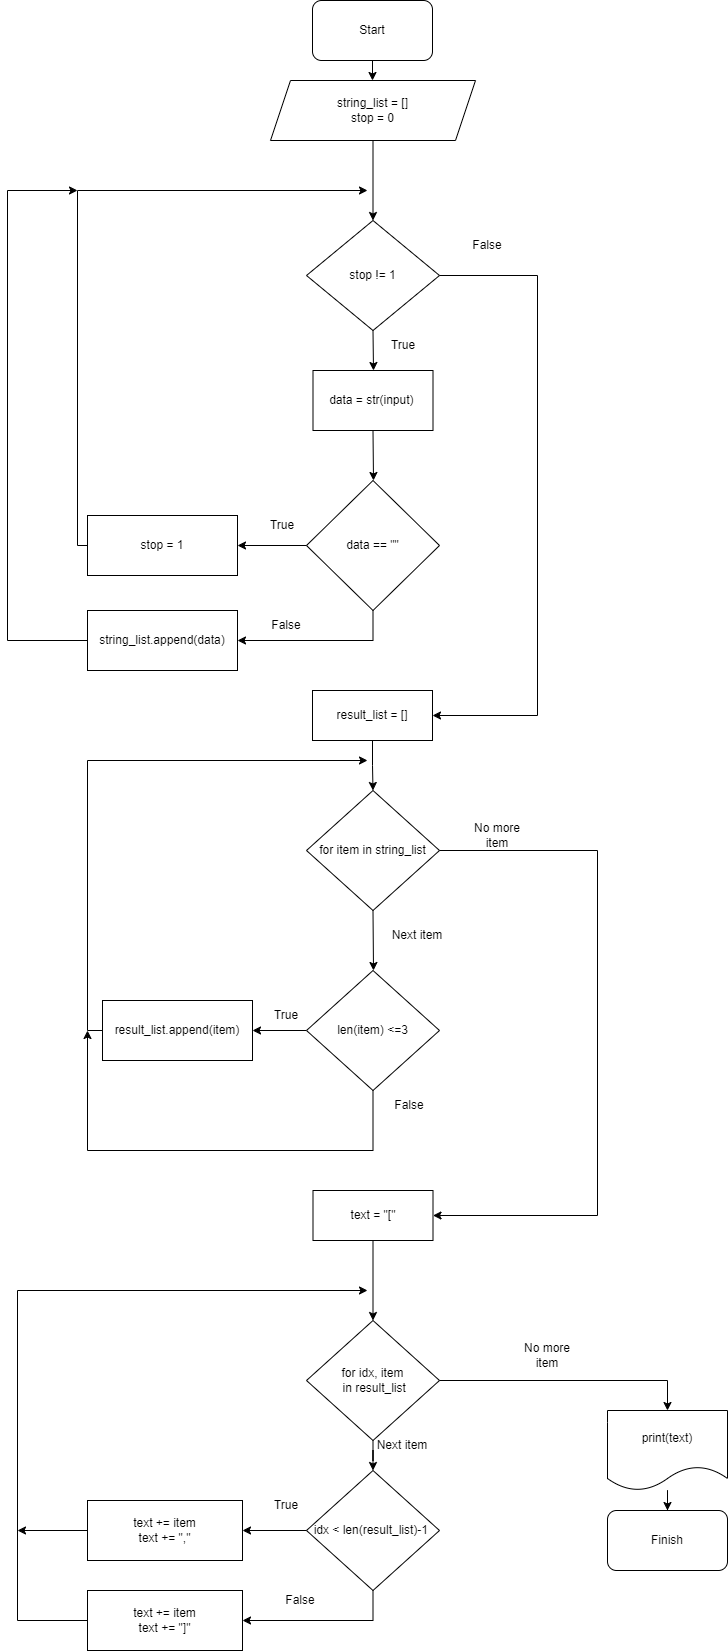 Start
string_list = []
stop = 0
False
stop != 1
True
data = str(input)
True
stop = 1
data == ""
False
string_list.append(data)
result_list = []
No more
item
for item in string_list
Next item
True
result_list.append(item)
len(item) <=3
False
text = "["
No more
item
for idx, item
in result_list
print(text)
Next item
True
text += item
text += ","
idx < len(result_list)-1
Finish
False
text += item
text += "]"